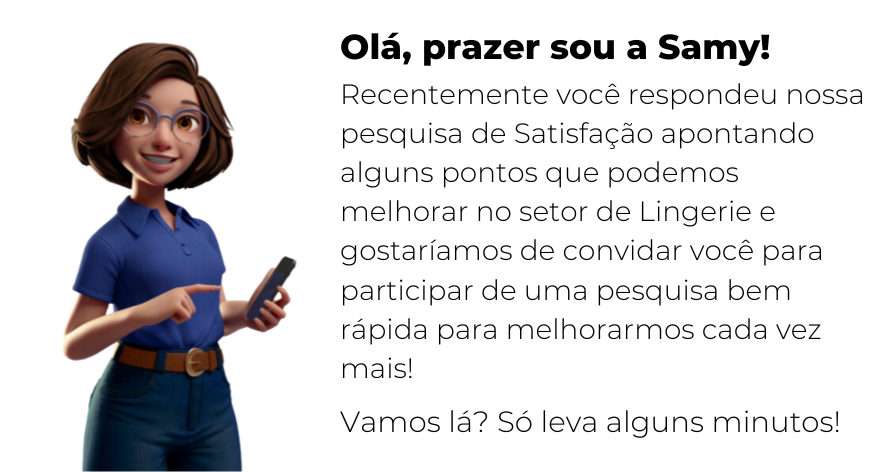 Olá, prazer sou a Samy!
Recentemente você respondeu nossa
pesquisa de Satisfação apontando
alguns pontos que podemos
melhorar no setor de Lingerie e
gostaríamos de convidar você para
participar de uma pesquisa bem
rápida para melhorarmos cada vez
mais!
Vamos lá? Só leva alguns minutos!